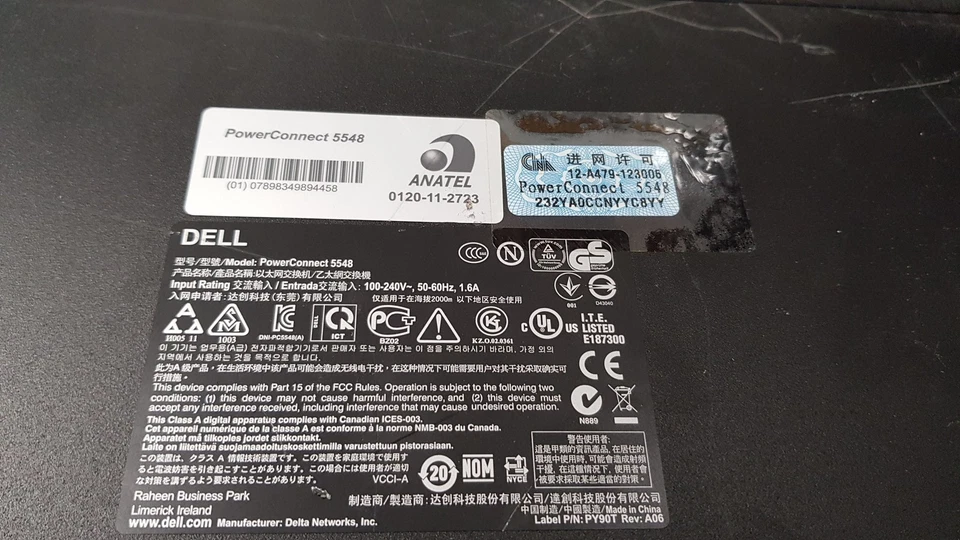 PowerConnect 5548
(01) 07898349894458
ANATEL
0120-11-2723
进网许可
12-A479-123006
PowerConnect 5548
232YA0CCNYYC8YY
DELL
型号/型號/Model: PowerConnect 5548
产品名称/產品名稱:以太网交换机/乙太網交換機
Input Rating 交流输入 / Entrada交流輸入: 100-240V~, 50-60Hz, 1.6A
入网申请者: 达创科技(东莞)有限公司
仅适用于在海拔2000m 以下地区安全使用
TÜV
GS
001
D43040
H005 11
1003
DNI-PC5548(A)
ICT
BZ02
K.Z.O.02.0361
c UL US LISTED
I.T.E.
E187300
이 기기는 업무용(A급) 전자파적합기기로서 판매자 또는 사용자는 이 점을 주의하시기 바라며, 가정 외의
지역에서 사용하는 것을 목적으로 합니다.
此为A 级产品，在生活环境中该产品可能会造成无线电干扰，在这种情况下可能需要用户对其干扰采取确实可
行措施。
This device complies with Part 15 of the FCC Rules. Operation is subject to the following two
conditions: (1) this device may not cause harmful interference, and (2) this device must
accept any interference received, including interference that may cause undesired operation.
This Class A digital apparatus complies with Canadian ICES-003.
Cet appareil numérique de la classe A est conforme à la norme NMB-003 du Canada.
Apparatet må tilkoples jordet stikkontakt.
Laite on liitettävä suojamaadoituskoskettimilla varustettuun pistorasiaan.
この装置は、クラス A 情報技術装置です。この装置を家庭環境で使用す
ると電波妨害を引き起こすことがあります。この場合には使用者が適切
な対策を講ずるよう要求されることがあります。
VCCI-A
CE
N889
20
NOM
NYCE
警告使用者:
這是甲類的資訊產品，在居住的
環境中使用時，可能會造成射頻
干擾，在這種情況下，使用者會
被要求採取某些適當的對策。
Raheen Business Park
Limerick Ireland
www.dell.com Manufacturer: Delta Networks, Inc.
制造商/製造商: 达创科技股份有限公司/達創科技股份有限公司
中国制造/中國製造/Made in China
Label P/N: PY90T Rev: A06